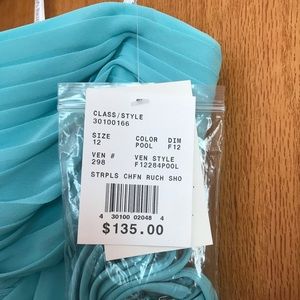 CLASS/STYLE
30100166
SIZE COLOR DIM
12 POOL F12
VEN # VEN STYLE
298 F12284POOL
STRPLS CHFN RUCH SHO
4 30100 02048 4
$135.00